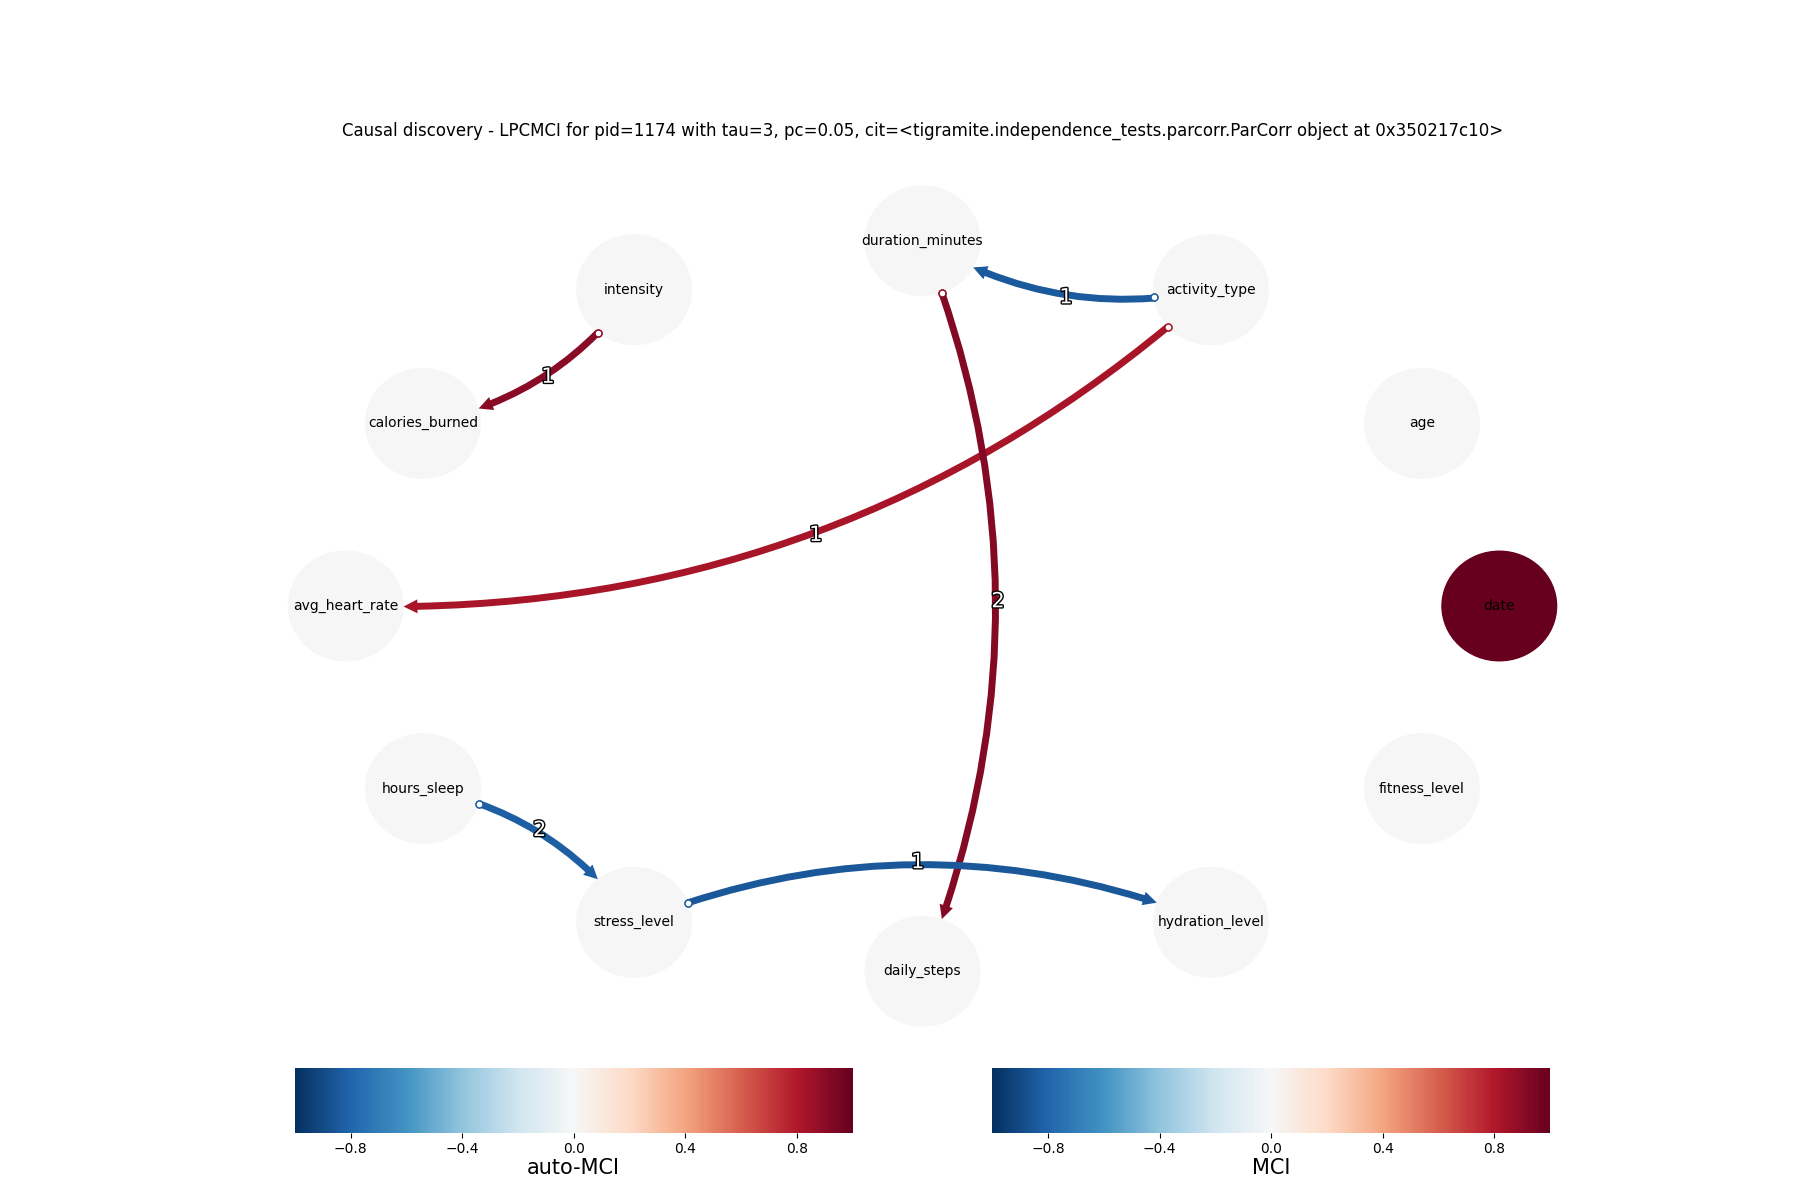 Causal discovery - LPCMCI for pid=1174 with tau=3, pc=0.05, cit=<tigramite.independence_tests.parcorr.ParCorr object at 0x350217c10>
duration_minutes
intensity
activity_type
1
1
calories_burned
age
1
2
avg_heart_rate
date
hours_sleep
fitness_level
2
1
stress_level
hydration_level
daily_steps
−0.8 −0.4 0.0 0.4 0.8
auto-MCI
−0.8 −0.4 0.0 0.4 0.8
MCI